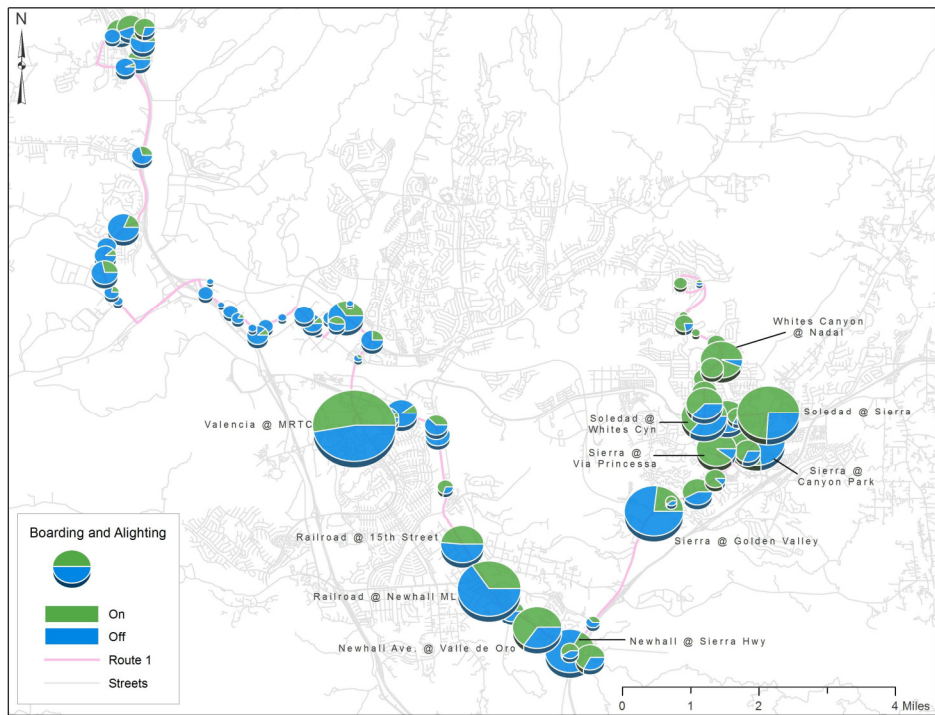 N
Whites Canyon
@ Nadal
Soledad @
Whites Cyn
Soledad @ Sierra
Valencia @ MRTC
Sierra @
Via Princessa
Sierra @
Canyon Park
Railroad @ 15th Street
Sierra @ Golden Valley
Railroad @ Newhall ML
Newhall Ave. @ Valle de Oro
Newhall @ Sierra Hwy
Boarding and Alighting
On
Off
Route 1
Streets
0 1 2 4 Miles